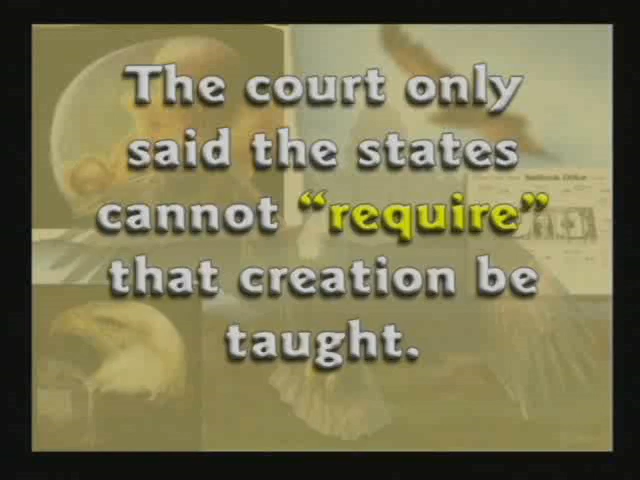 The court only
said the states
cannot “require”
that creation be
taught.